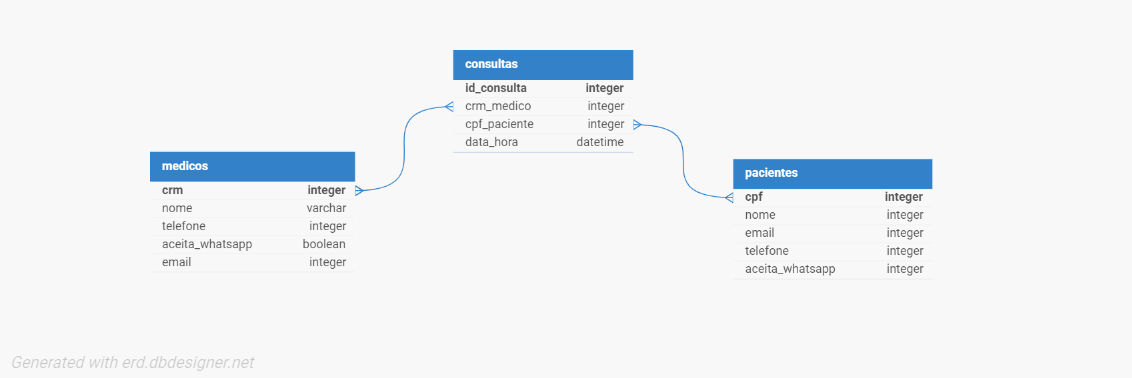 consultas
id_consulta integer
crm_medico integer
cpf_paciente integer
data_hora datetime
medicos
crm integer
nome varchar
telefone integer
aceita_whatsapp boolean
email integer
pacientes
cpf integer
nome integer
email integer
telefone integer
aceita_whatsapp integer
Generated with erd.dbdesigner.net